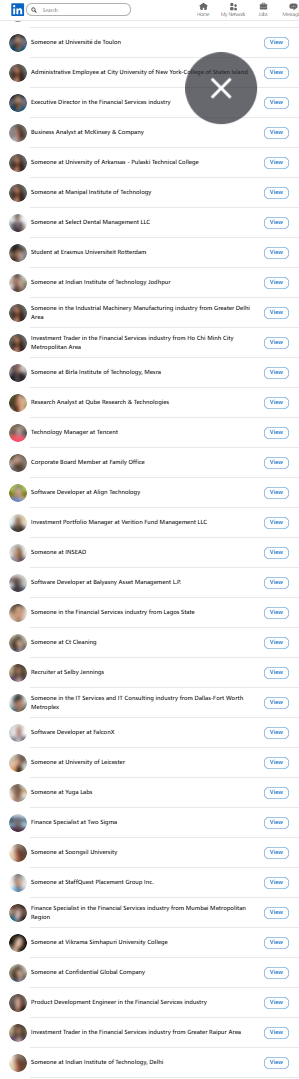 in
Search
Home
My Network
Jobs
Someone at Université de Toulon
View
Administrative Employee at City University of New York-College of Staten Island
View
Executive Director in the Financial Services industry
View
Business Analyst at McKinsey & Company
View
Someone at University of Arkansas - Pulaski Technical College
View
Someone at Manipal Institute of Technology
View
Someone at Select Dental Management LLC
View
Student at Erasmus Universiteit Rotterdam
View
Someone at Indian Institute of Technology Jodhpur
View
Someone in the Industrial Machinery Manufacturing industry from Greater Delhi
Area
View
Investment Trader in the Financial Services industry from Ho Chi Minh City
Metropolitan Area
View
Someone at Birla Institute of Technology, Mesra
View
Research Analyst at Qube Research & Technologies
View
Technology Manager at Tencent
View
Corporate Board Member at Family Office
View
Software Developer at Align Technology
View
Investment Portfolio Manager at Verition Fund Management LLC
View
Someone at INSEAD
View
Software Developer at Balyasny Asset Management L.P.
View
Someone in the Financial Services industry from Lagos State
View
Someone at Ct Cleaning
View
Recruiter at Selby Jennings
View
Someone in the IT Services and IT Consulting industry from Dallas-Fort Worth
Metroplex
View
Software Developer at FalconX
View
Someone at University of Leicester
View
Someone at Yuga Labs
View
Finance Specialist at Two Sigma
View
Someone at Soongsil University
View
Someone at StaffQuest Placement Group Inc.
View
Finance Specialist in the Financial Services industry from Mumbai Metropolitan
Region
View
Someone at Vikrama Simhapuri University College
View
Someone at Confidential Global Company
View
Product Development Engineer in the Financial Services industry
View
Investment Trader in the Financial Services industry from Greater Raipur Area
View
Someone at Indian Institute of Technology, Delhi
View